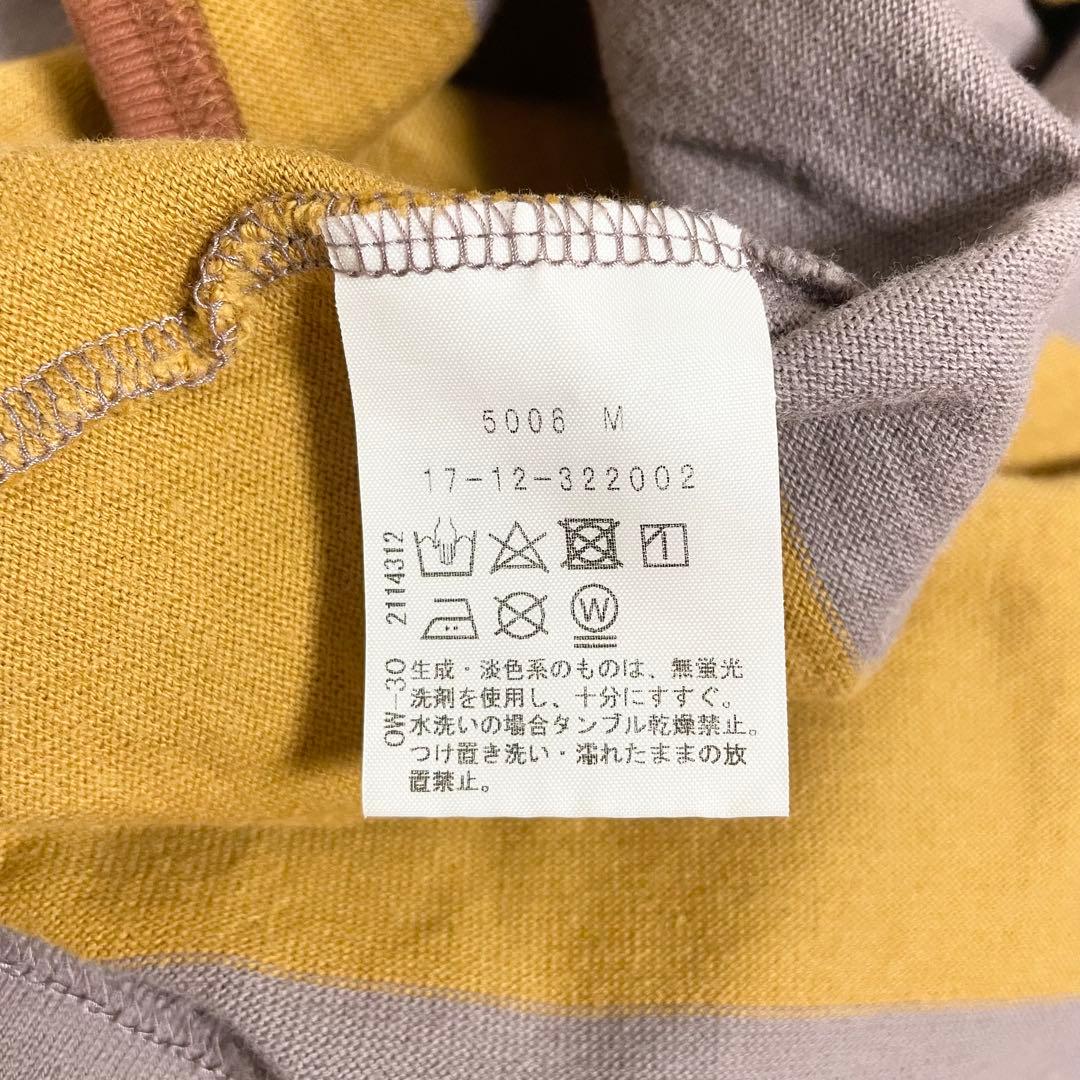 5006 M
17-12-322002
OW-30 2114312
W
生成・淡色系のものは、無蛍光
洗剤を使用し、十分にすすぐ。
水洗いの場合タンブル乾燥禁止。
つけ置き洗い・濡れたままの放
置禁止。